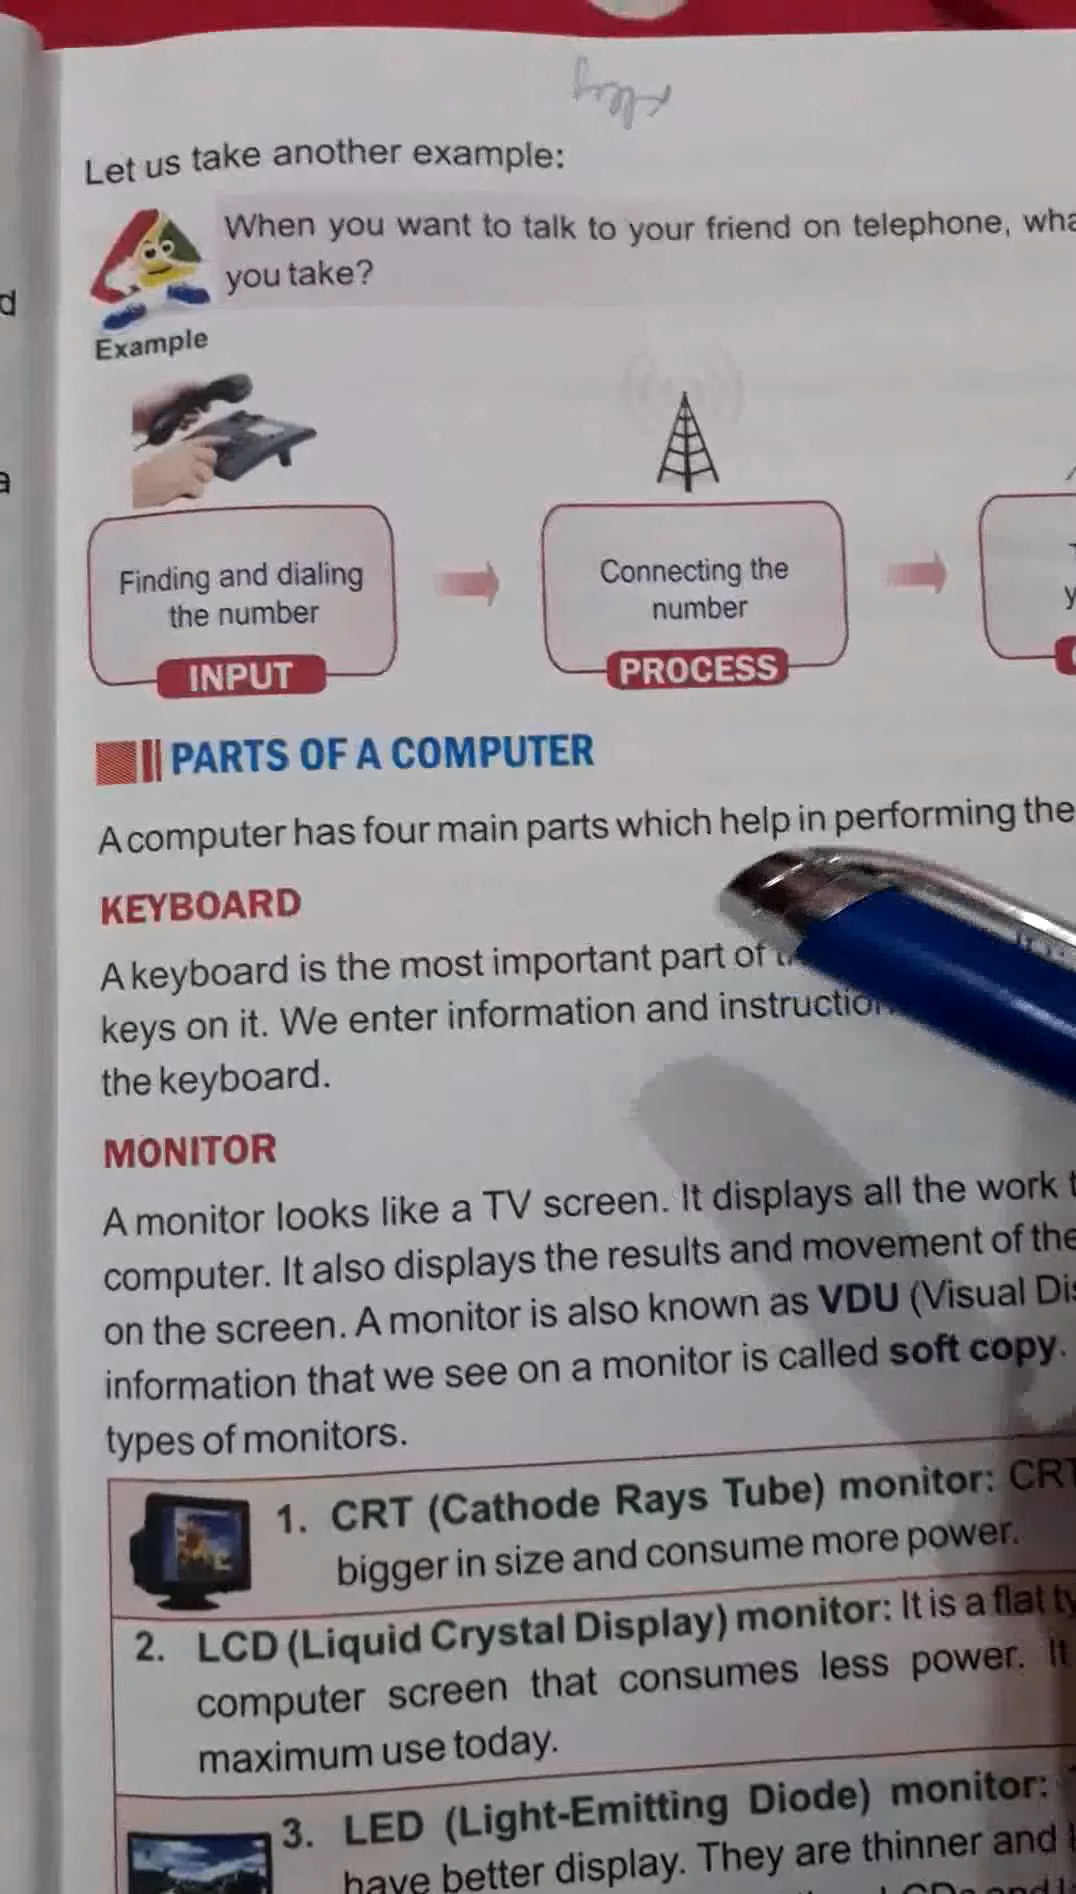 Let us take another example:
When you want to talk to your friend on telephone,
you take?
Example
Finding and dialing
the number
INPUT
Connecting the
number
PROCESS
PARTS OF A COMPUTER
A computer has four main parts which help in performing the
KEYBOARD
A keyboard is the most important part of
keys on it. We enter information and
the keyboard.
MONITOR
A monitor looks like a TV screen. It displays all the work
computer. It also displays the results and movement of the
on the screen. A monitor is also known as VDU (Visual
information that we see on a monitor is called soft copy.
types of monitors.
1. CRT (Cathode Rays Tube) monitor: CRT
bigger in size and consume more power.
2. LCD (Liquid Crystal Display) monitor: It is a flat
computer screen that consumes less power. It
maximum use today.
3. LED (Light-Emitting Diode) monitor:
have better display. They are thinner and